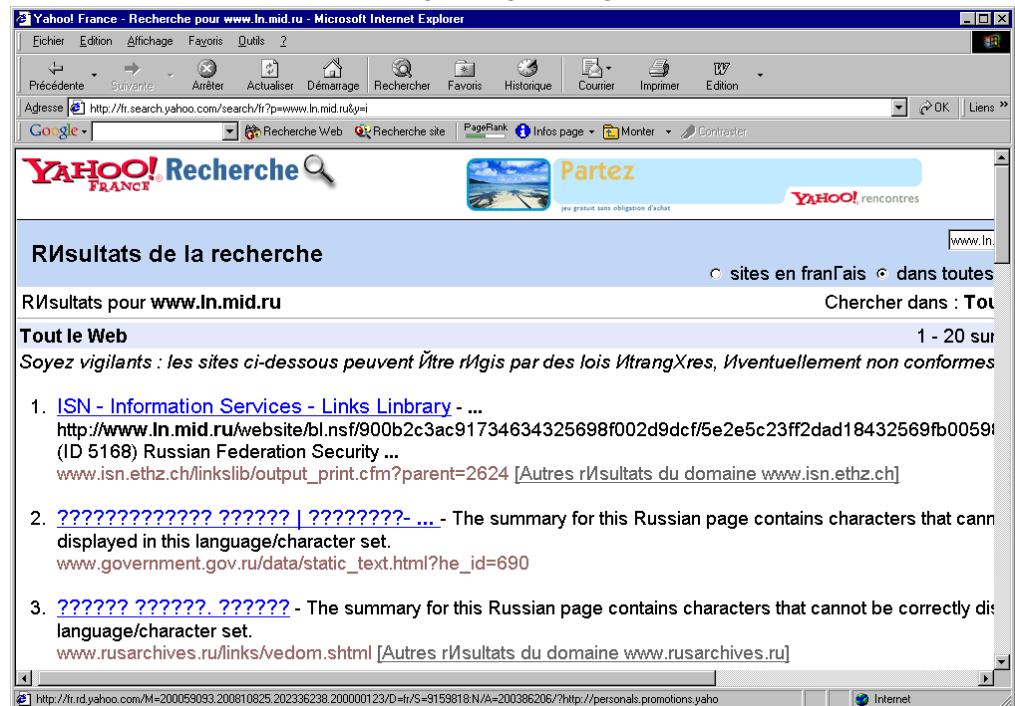 Yahoo! France - Recherche pour www.ln.mid.ru - Microsoft Internet Explorer
Fichier Edition Affichage Favoris Outils ?
Précédente Suivante Arrêter Actualiser Démarrage Rechercher Favoris Historique Courrier Imprimer Edition
Adresse http://fr.search.yahoo.com/search/fr?p=www.ln.mid.ru&y=i OK Liens »
Google Recherche Web Recherche site PageRank Infos page Monter Contraster
YAHOO! FRANCE Recherche
Partez
jeu gratuit sans obligation d'achat
YAHOO! rencontres
RИsultats de la recherche
www.ln.
sites en franГais dans toutes
RИsultats pour www.ln.mid.ru Chercher dans : Tou
Tout le Web 1 - 20 sur
Soyez vigilants : les sites ci-dessous peuvent Йtre rИgis par des lois ИtrangХres, Иventuellement non conformes
1. ISN - Information Services - Links Linbrary - ...
http://www.ln.mid.ru/website/bl.nsf/900b2c3ac91734634325698f002d9dcf/5e2e5c23ff2dad18432569fb00598
(ID 5168) Russian Federation Security ...
www.isn.ethz.ch/linkslib/output_print.cfm?parent=2624 [Autres rИsultats du domaine www.isn.ethz.ch]
2. ????????????? ?????? | ????????- ... - The summary for this Russian page contains characters that cann
displayed in this language/character set.
www.government.gov.ru/data/static_text.html?he_id=690
3. ?????? ??????. ?????? - The summary for this Russian page contains characters that cannot be correctly dis
language/character set.
www.rusarchives.ru/links/vedom.shtml [Autres rИsultats du domaine www.rusarchives.ru]
http://fr.rd.yahoo.com/M=200059093.200810825.202336238.200000123/D=fr/S=9159818:N/A=200386206/?http://personals.promotions.yaho Internet